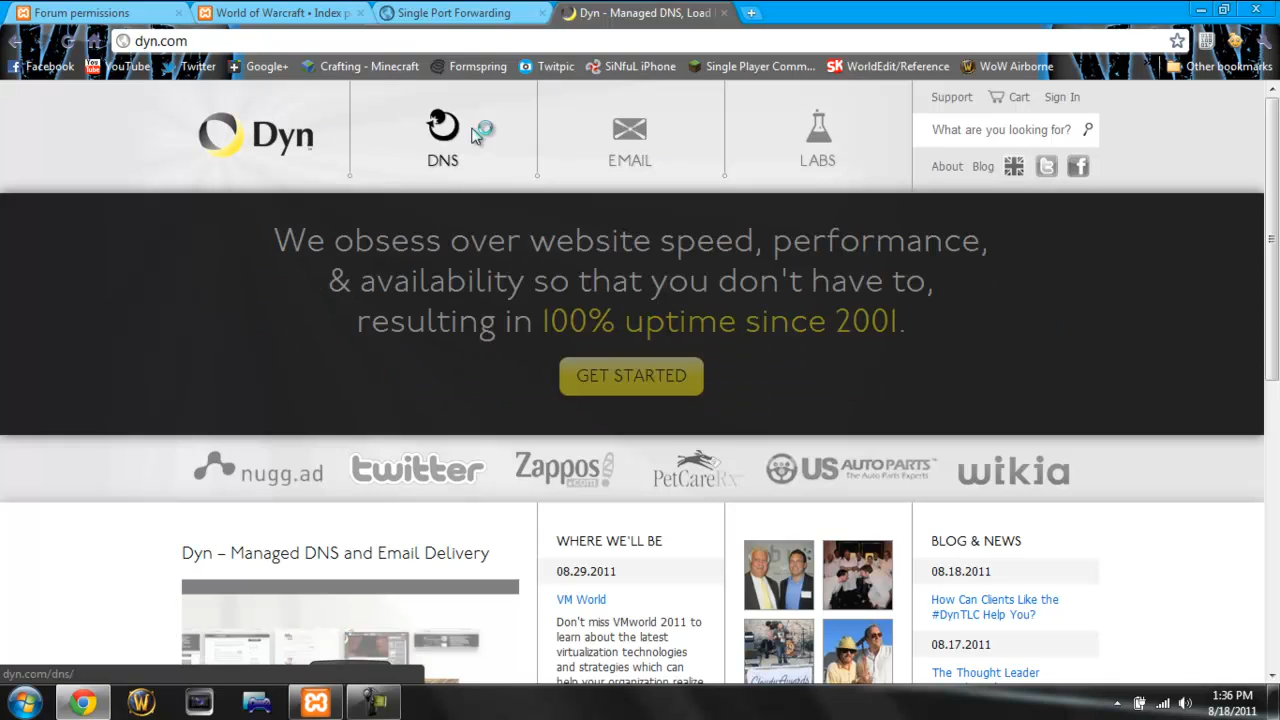 Forum permissions
World of Warcraft • Index p
Single Port Forwarding
Dyn - Managed DNS, Load
dyn.com
Facebook
YouTube
Twitter
Google+
Crafting - Minecraft
Formspring
Twitpic
SiNfuL iPhone
Single Player Comm...
WorldEdit/Reference
WoW Airborne
Other bookmarks
Dyn
DNS
EMAIL
LABS
Support
Cart
Sign In
What are you looking for?
About
Blog
We obsess over website speed, performance,
& availability so that you don't have to,
resulting in 100% uptime since 2001.
GET STARTED
nugg.ad
twitter
Zappos
.com
PetCareRx
US AUTO PARTS
The Auto Parts Experts
wikia
Dyn – Managed DNS and Email Delivery
WHERE WE'LL BE
08.29.2011
VM World
Don't miss VMworld 2011 to
learn about the latest
virtualization technologies
and strategies which can
help your organization realize
BLOG & NEWS
08.18.2011
How Can Clients Like the
#DynTLC Help You?
08.17.2011
The Thought Leader
dyn.com/dns/
1:36 PM
8/18/2011